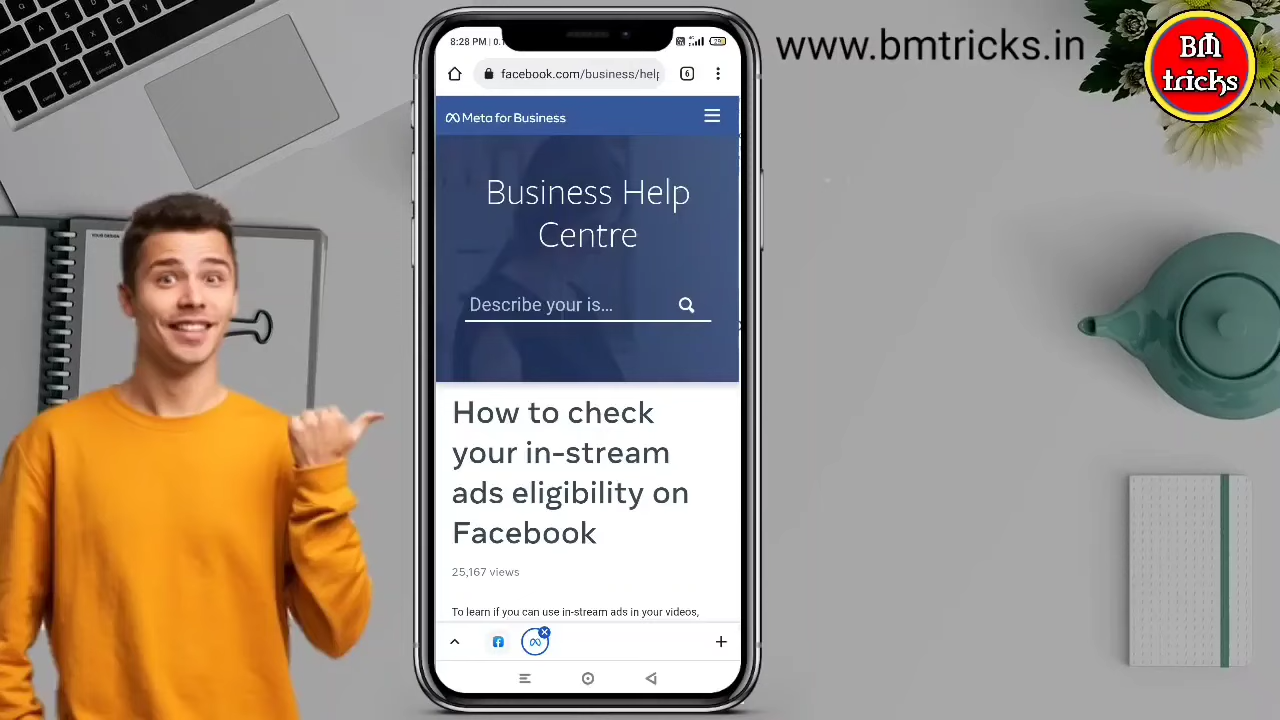 www.bmtricks.in
BM
tricks
8:28 PM | 0.
facebook.com/business/help
6
Meta for Business
Business Help
Centre
Describe your is...
How to check
your in-stream
ads eligibility on
Facebook
25,167 views
To learn if you can use in-stream ads in your videos,